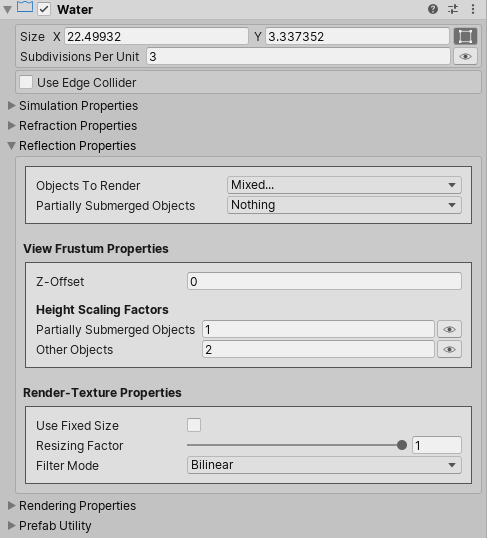 Water
Size X 22.49932 Y 3.337352
Subdivisions Per Unit 3
Use Edge Collider
Simulation Properties
Refraction Properties
Reflection Properties
Objects To Render Mixed...
Partially Submerged Objects Nothing
View Frustum Properties
Z-Offset 0
Height Scaling Factors
Partially Submerged Objects 1
Other Objects 2
Render-Texture Properties
Use Fixed Size
Resizing Factor 1
Filter Mode Bilinear
Rendering Properties
Prefab Utility